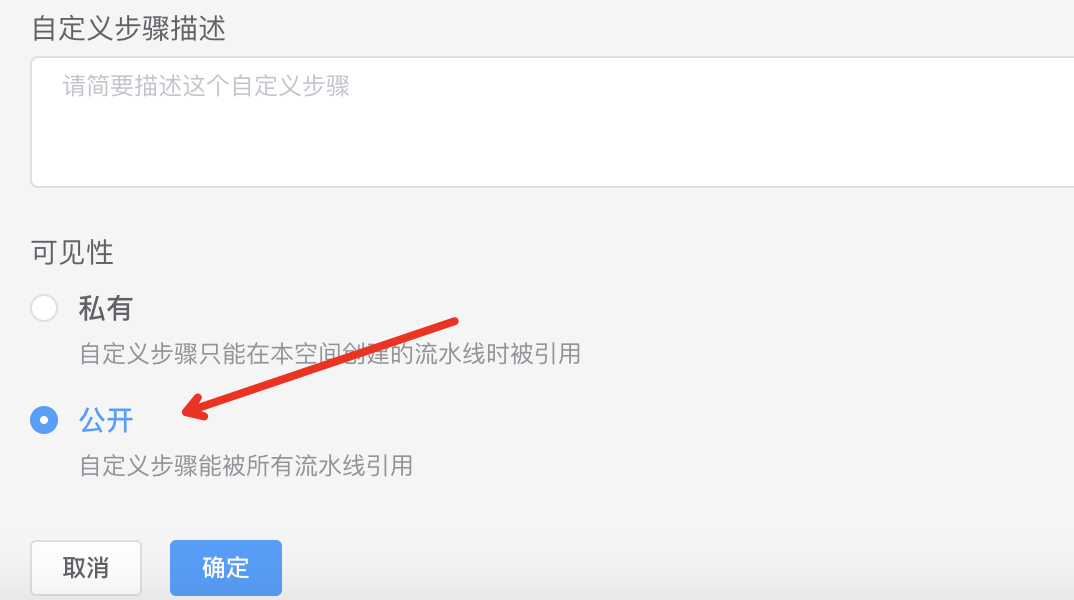 自定义步骤描述
请简要描述这个自定义步骤
可见性
私有
自定义步骤只能在本空间创建的流水线时被引用
公开
自定义步骤能被所有流水线引用
取消
确定